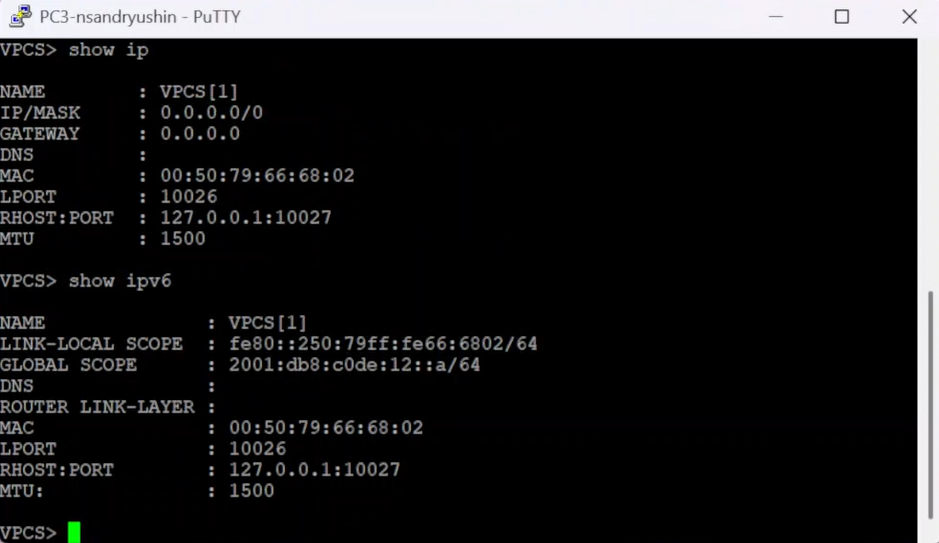 PC3-nsandryushin - PuTTY
VPCS> show ip
NAME : VPCS[1]
IP/MASK : 0.0.0.0/0
GATEWAY : 0.0.0.0
DNS :
MAC : 00:50:79:66:68:02
LPORT : 10026
RHOST:PORT : 127.0.0.1:10027
MTU : 1500
VPCS> show ipv6
NAME : VPCS[1]
LINK-LOCAL SCOPE : fe80::250:79ff:fe66:6802/64
GLOBAL SCOPE : 2001:db8:c0de:12::a/64
DNS :
ROUTER LINK-LAYER :
MAC : 00:50:79:66:68:02
LPORT : 10026
RHOST:PORT : 127.0.0.1:10027
MTU: : 1500
VPCS>